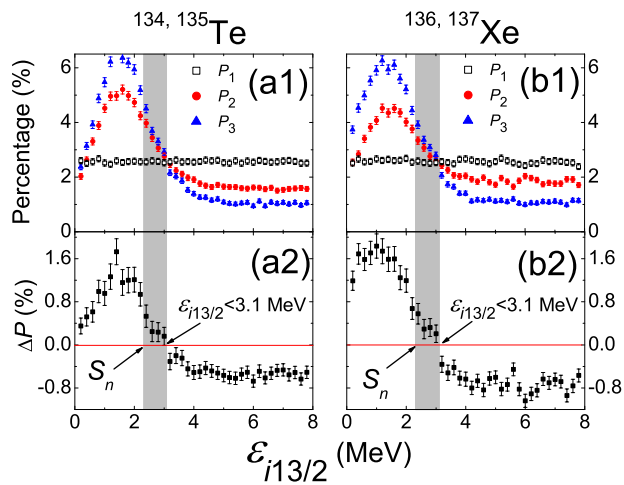 134, 135Te
136, 137Xe
Percentage (%)
6
4
2
0
(a1)
P1
P2
P3
(b1)
P1
P2
P3
6
4
2
0
ΔP (%)
1.6
0.8
0.0
-0.8
(a2)
εi13/2<3.1 MeV
Sn
(b2)
εi13/2<3.1 MeV
Sn
1.6
0.8
0.0
-0.8
0 2 4 6 8
0 2 4 6 8
εi13/2 (MeV)